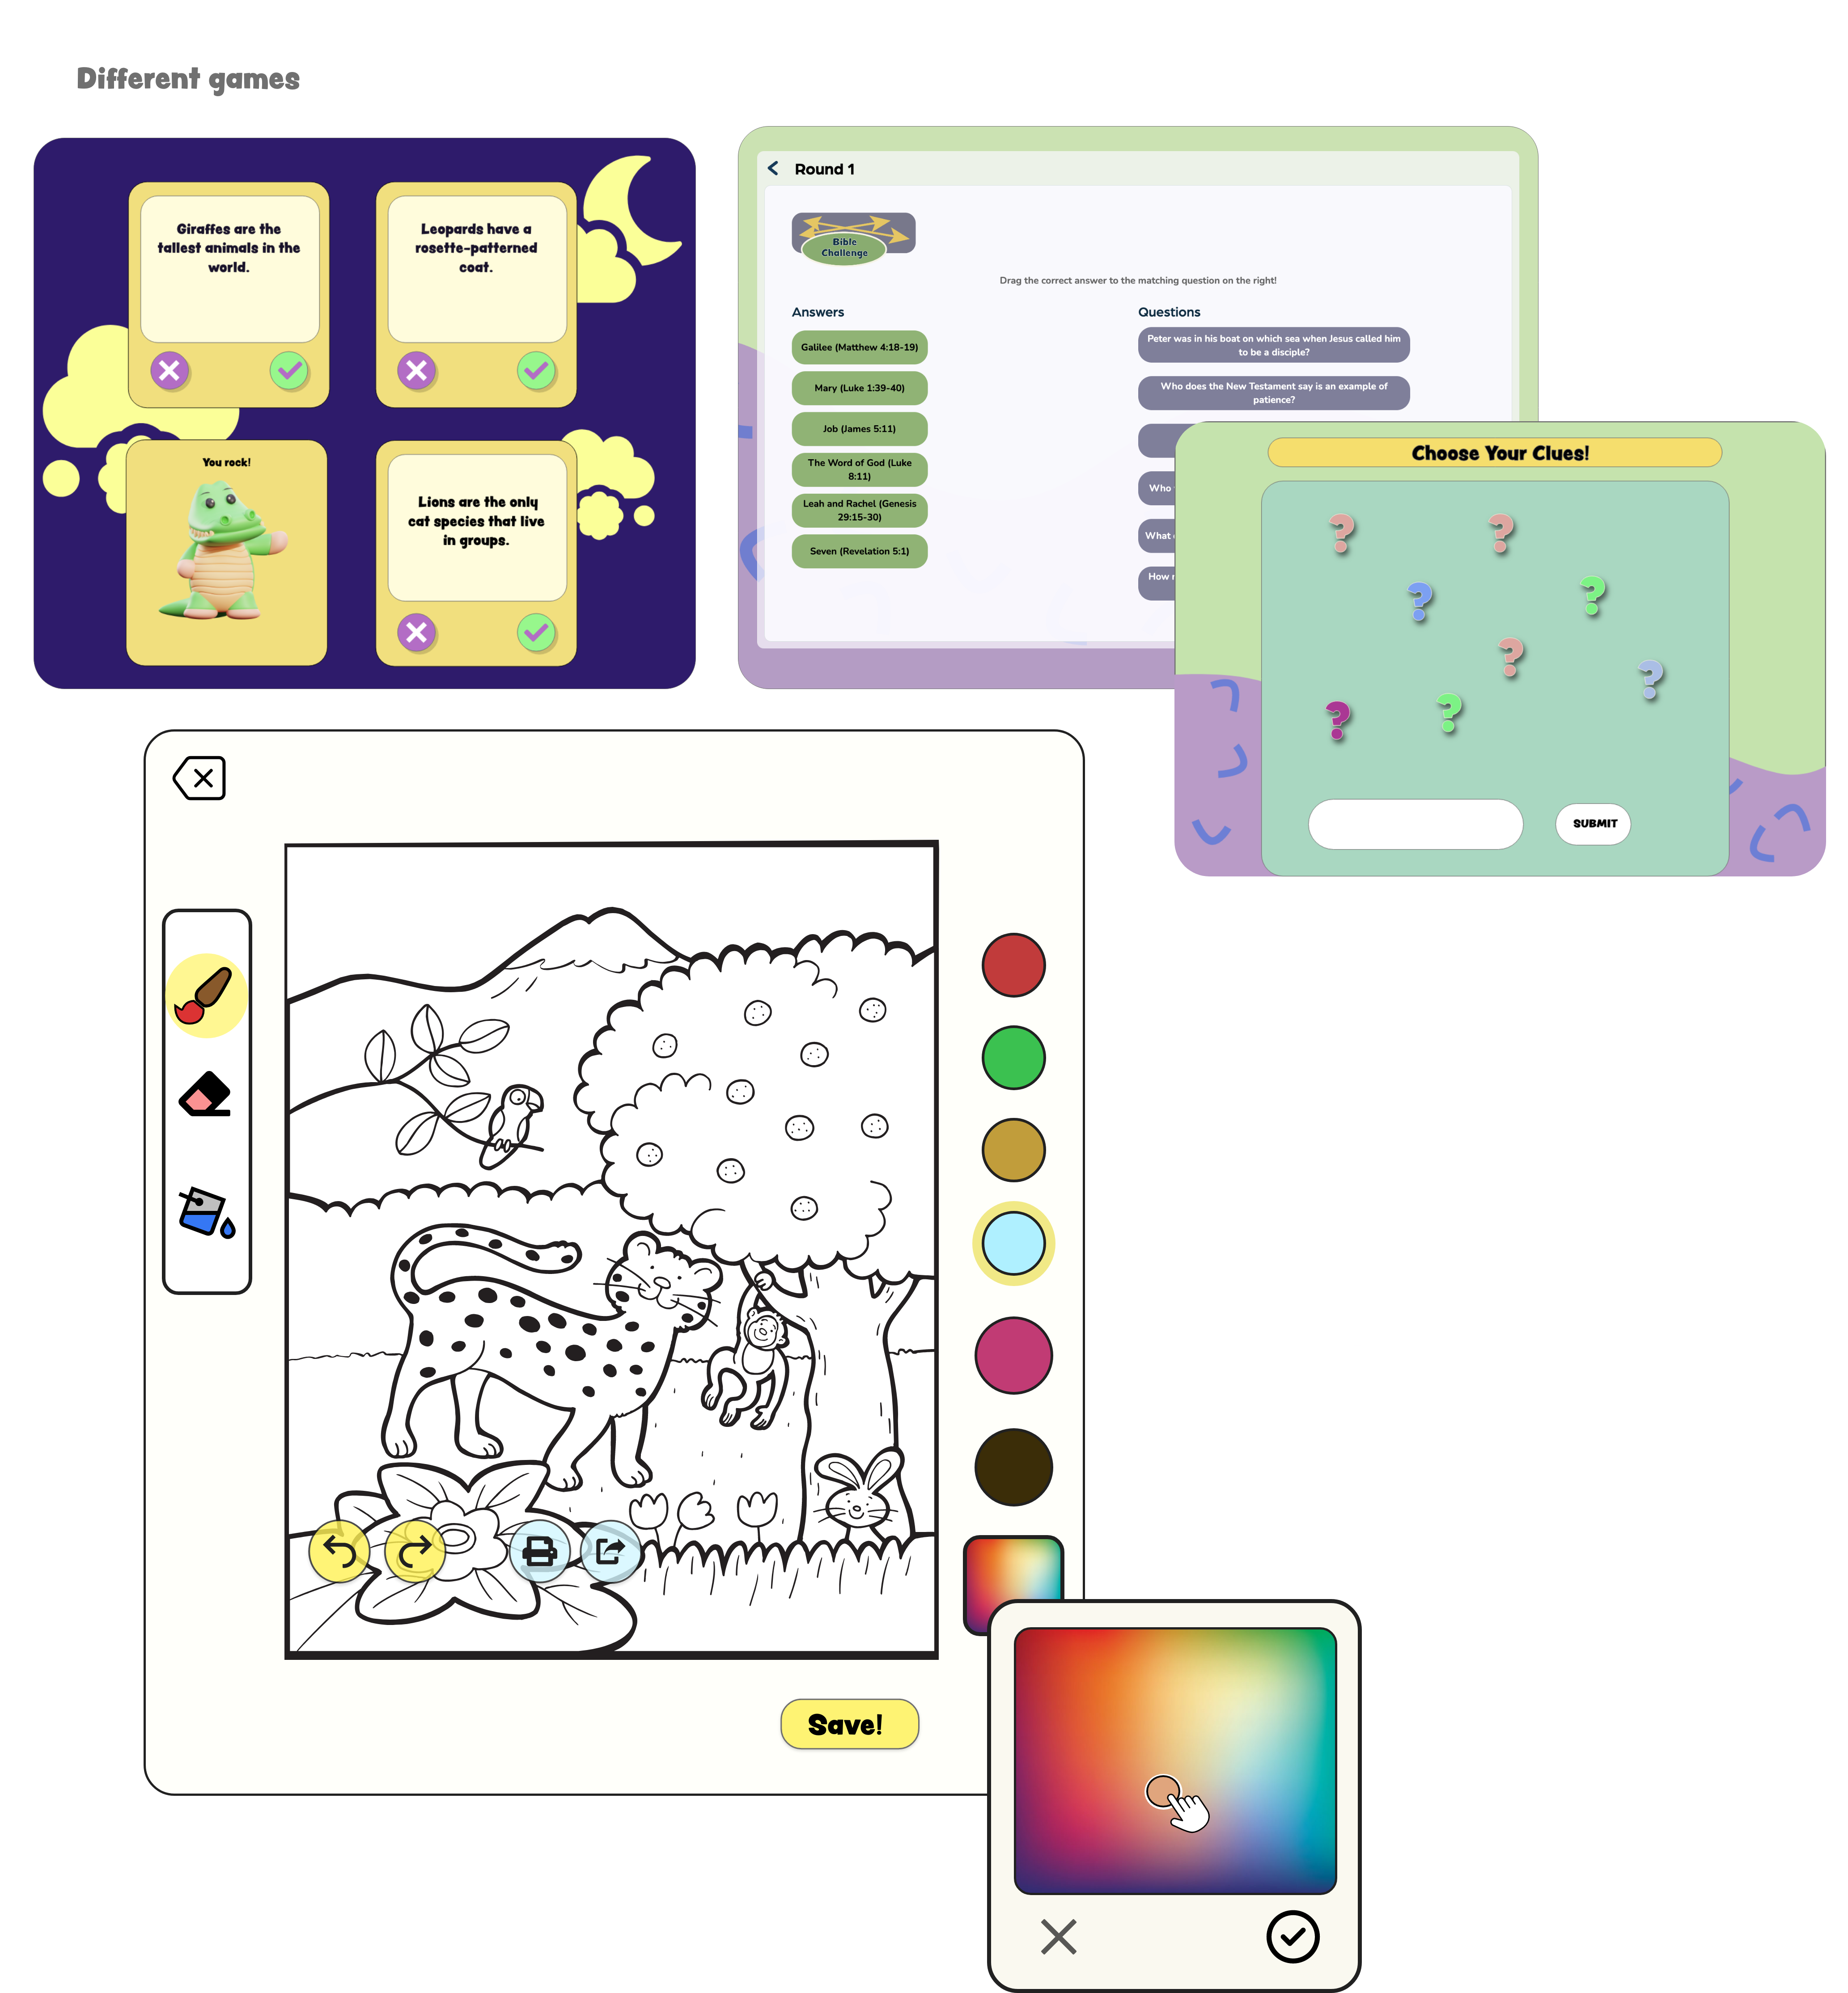 Different games
Giraffes are the
tallest animals in the
world.
Leopards have a
rosette-patterned
coat.
You rock!
Lions are the only
cat species that live
in groups.
Round 1
Bible
Challenge
Drag the correct answer to the matching question on the right!
Answers
Galilee (Matthew 4:18-19)
Mary (Luke 1:39-40)
Job (James 5:11)
The Word of God (Luke
8:11)
Leah and Rachel (Genesis
29:15-30)
Seven (Revelation 5:1)
Questions
Peter was in his boat on which sea when Jesus called him
to be a disciple?
Who does the New Testament say is an example of
patience?
Who
What
How
Choose Your Clues!
? ? ? ? ? ? ? ?
SUBMIT
Save!